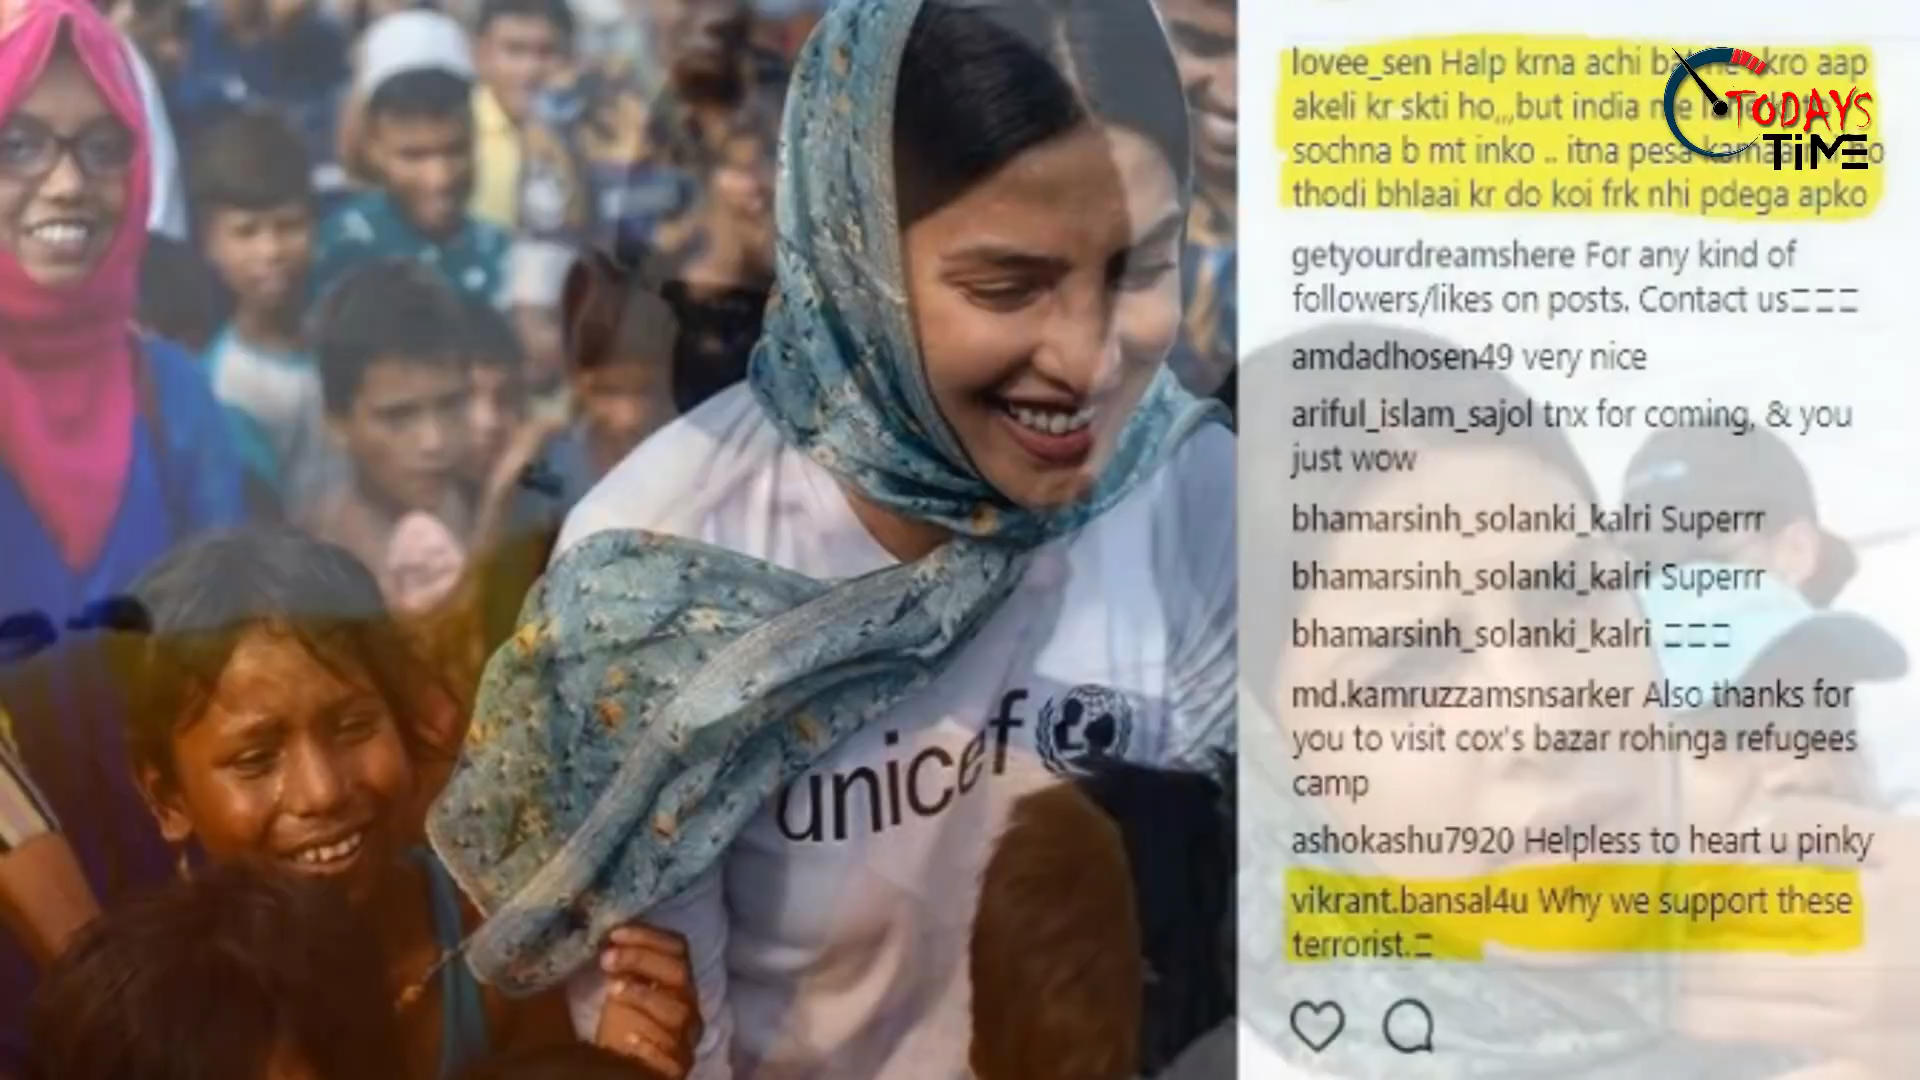 lovee_sen Halp krna achi kro aap
akeli kr skti ho,,,but india
sochna b mt inko .. itna pesa
thodi bhlaai kr do koi frk nhi pdega apko
getyourdreamshere For any kind of
followers/likes on posts. Contact us
amdadhosen49 very nice
ariful_islam_sajol tnx for coming, & you
just wow
bhamarsinh_solanki_kalri Superrr
bhamarsinh_solanki_kalri Superrr
bhamarsinh_solanki_kalri
md.kamruzzamsnsarker Also thanks for
you to visit cox's bazar rohinga refugees
camp
ashokashu7920 Helpless to heart u pinky
vikrant.bansal4u Why we support these
terrorist.
TODAYS
TiME
unicef